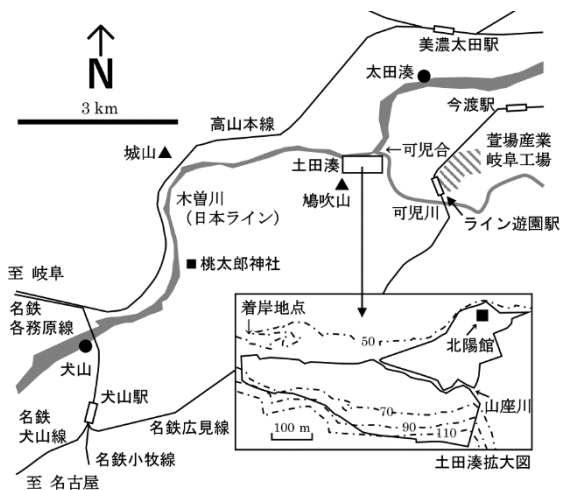 美濃太田駅
太田湊
N
3 km
高山本線
今渡駅
萱場産業
岐阜工場
←可児合
城山
土田湊
鳩吹山
木曽川
（日本ライン）
可児川
ライン遊園駅
桃太郎神社
至 岐阜
名鉄
各務原線
犬山
犬山駅
名鉄
犬山線
名鉄広見線
名鉄小牧線
至 名古屋
着岸地点
50
北陽館
山座川
70
90
110
100 m
土田湊拡大図